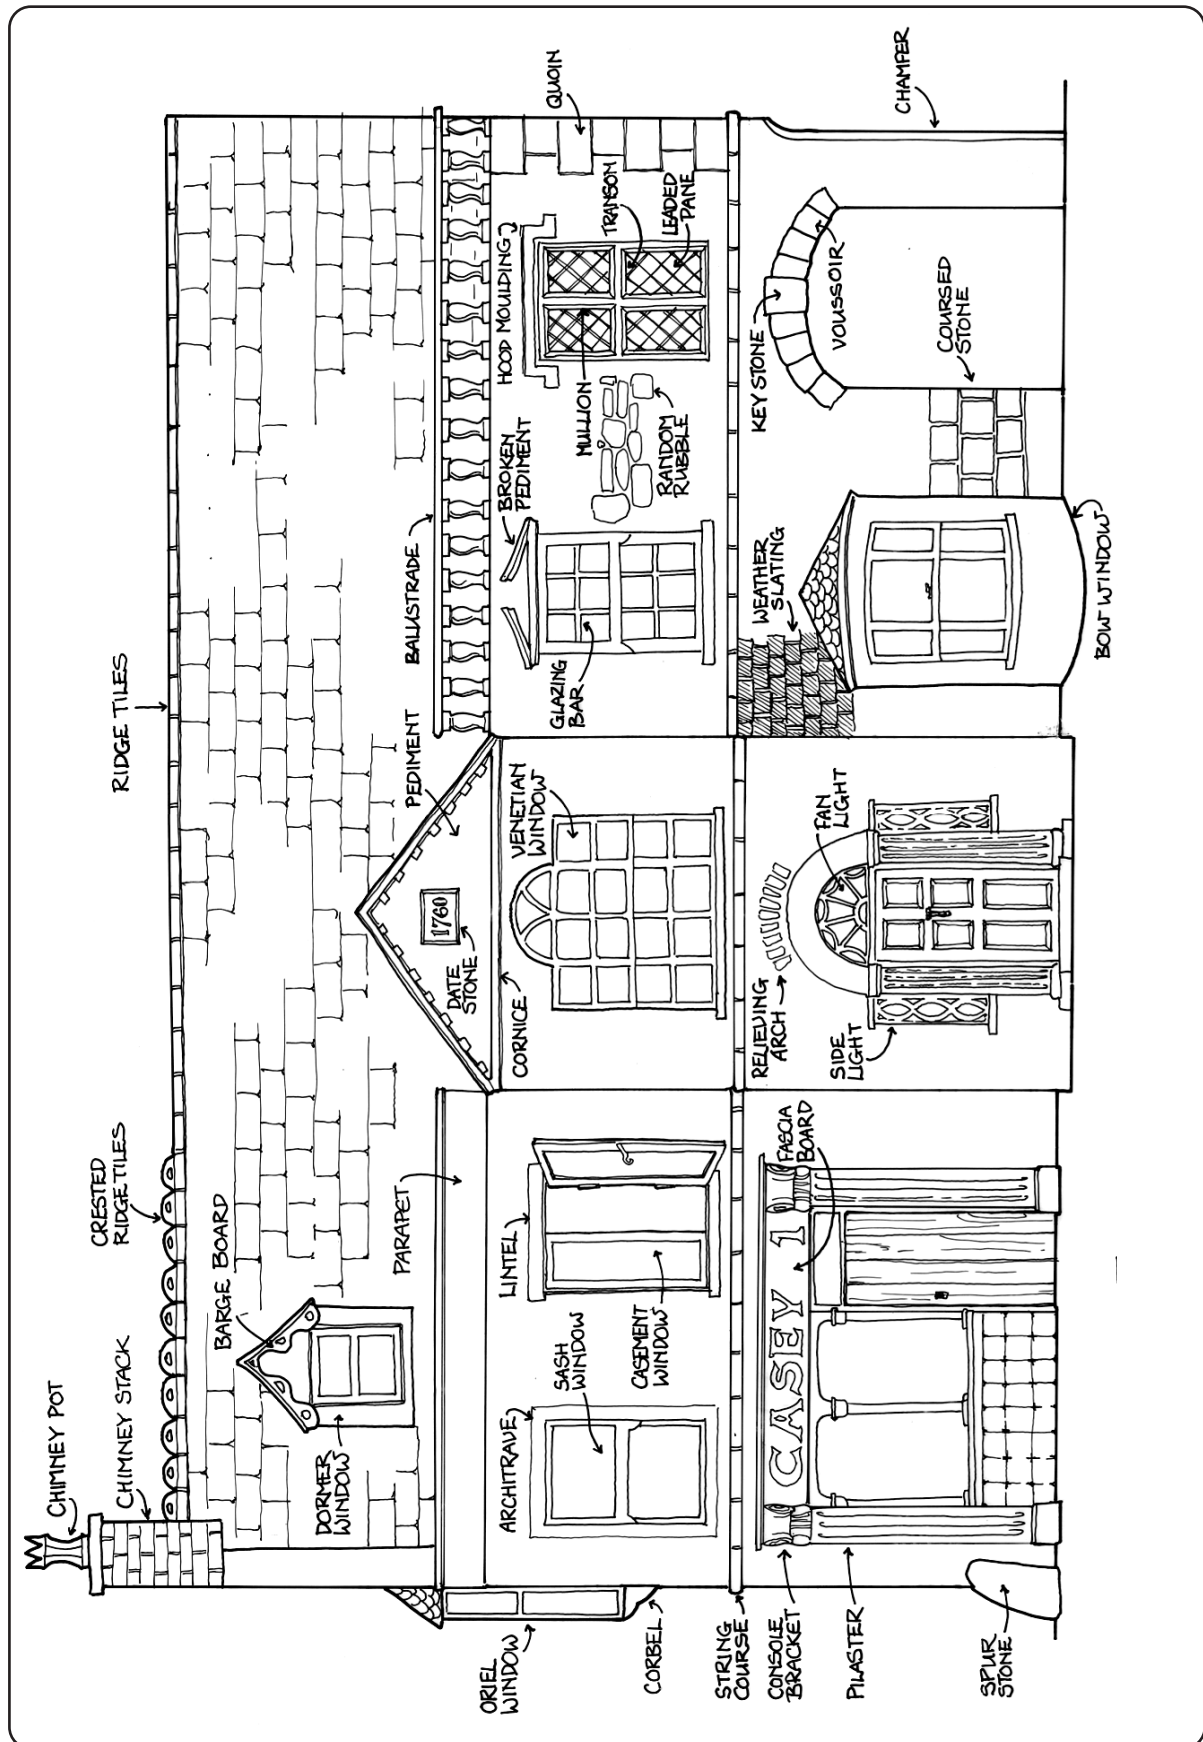 CHIMNEY POT
CHIMNEY STACK
CRESTED
RIDGE TILES
RIDGE TILES
BARGE BOARD
DORMER
WINDOW
PARAPET
PEDIMENT
BALUSTRADE
1760
DATE
STONE
ORIEL
WINDOW
ARCHITRAVE
LINTEL
CORNICE
VENETIAN
WINDOW
BROKEN
PEDIMENT
HOOD MOULDING
QUOIN
SASH
WINDOW
CASEMENT
WINDOW
GLAZING
BAR
MULLION
TRANSOM
RANDOM
RUBBLE
LEADED
PANE
CORBEL
STRING
COURSE
CONSOLE
BRACKET
PILASTER
CASEY 1
FASCIA
BOARD
RELIEVING
ARCH
SIDE
LIGHT
FAN
LIGHT
WEATHER
SLATING
KEY STONE
VOUSSOIR
COURSED
STONE
CHAMFER
SPUR
STONE
BOW WINDOW